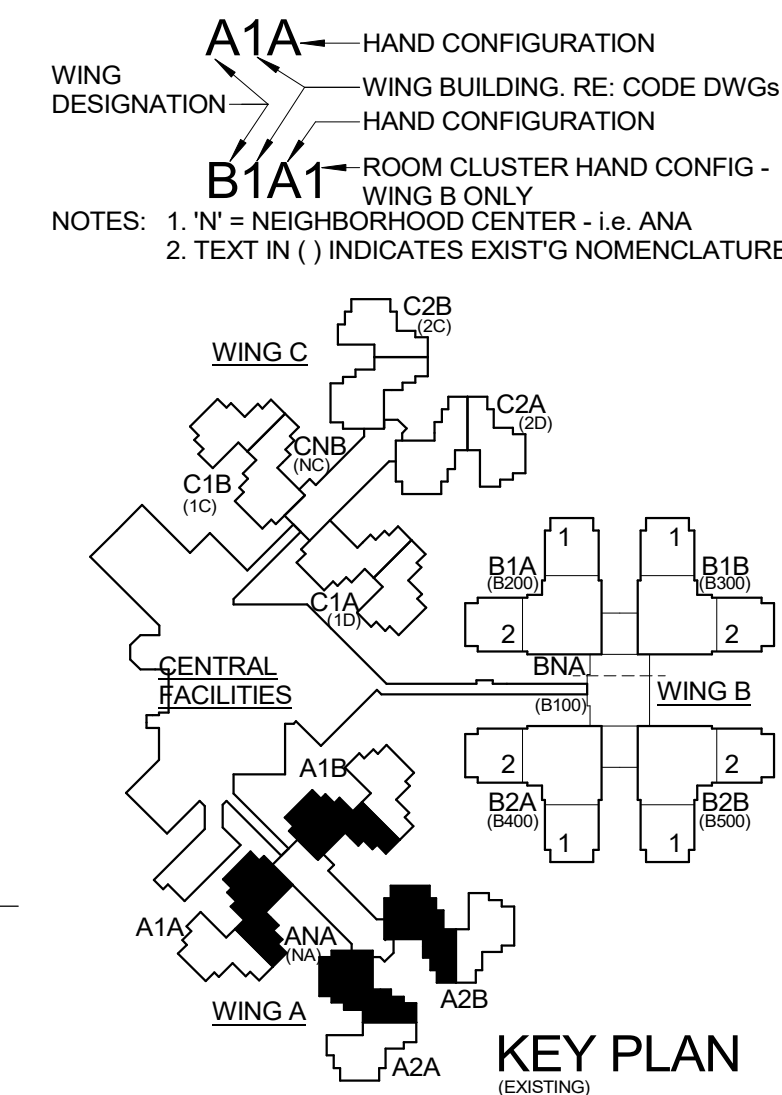 A1A
HAND CONFIGURATION
WING
DESIGNATION
WING BUILDING. RE: CODE DWGs
HAND CONFIGURATION
B1A1
ROOM CLUSTER HAND CONFIG -
WING B ONLY
NOTES: 1. 'N' = NEIGHBORHOOD CENTER - i.e. ANA
2. TEXT IN ( ) INDICATES EXIST'G NOMENCLATURE
C2B
(2C)
WING C
C2A
(2D)
CNB
(NC)
C1B
(1C)
C1A
(1D)
1
1
B1A
(B200)
B1B
(B300)
2
2
CENTRAL
FACILITIES
BNA
(B100)
WING B
A1B
2
2
B2A
(B400)
B2B
(B500)
1
1
A1A
ANA
(NA)
WING A
A2B
A2A
KEY PLAN
(EXISTING)